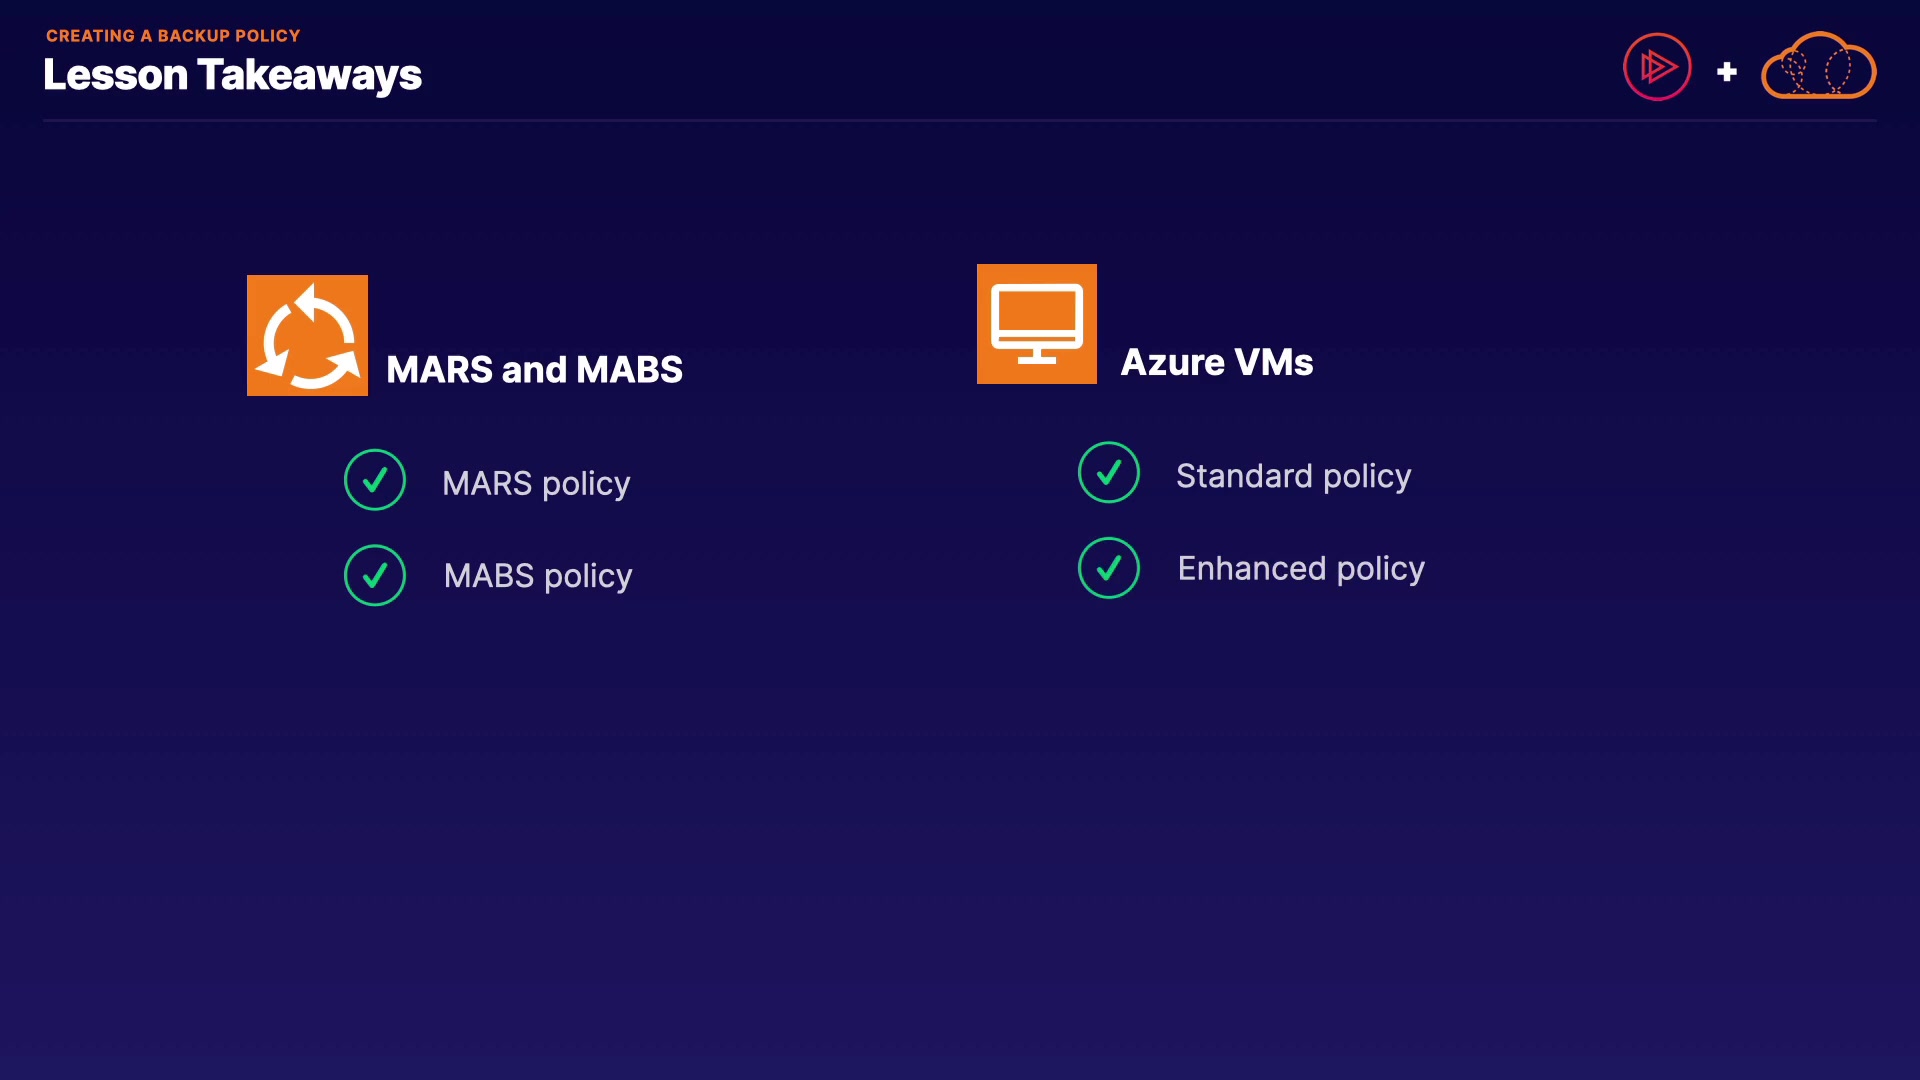 CREATING A BACKUP POLICY
Lesson Takeaways
MARS and MABS
MARS policy
MABS policy
Azure VMs
Standard policy
Enhanced policy